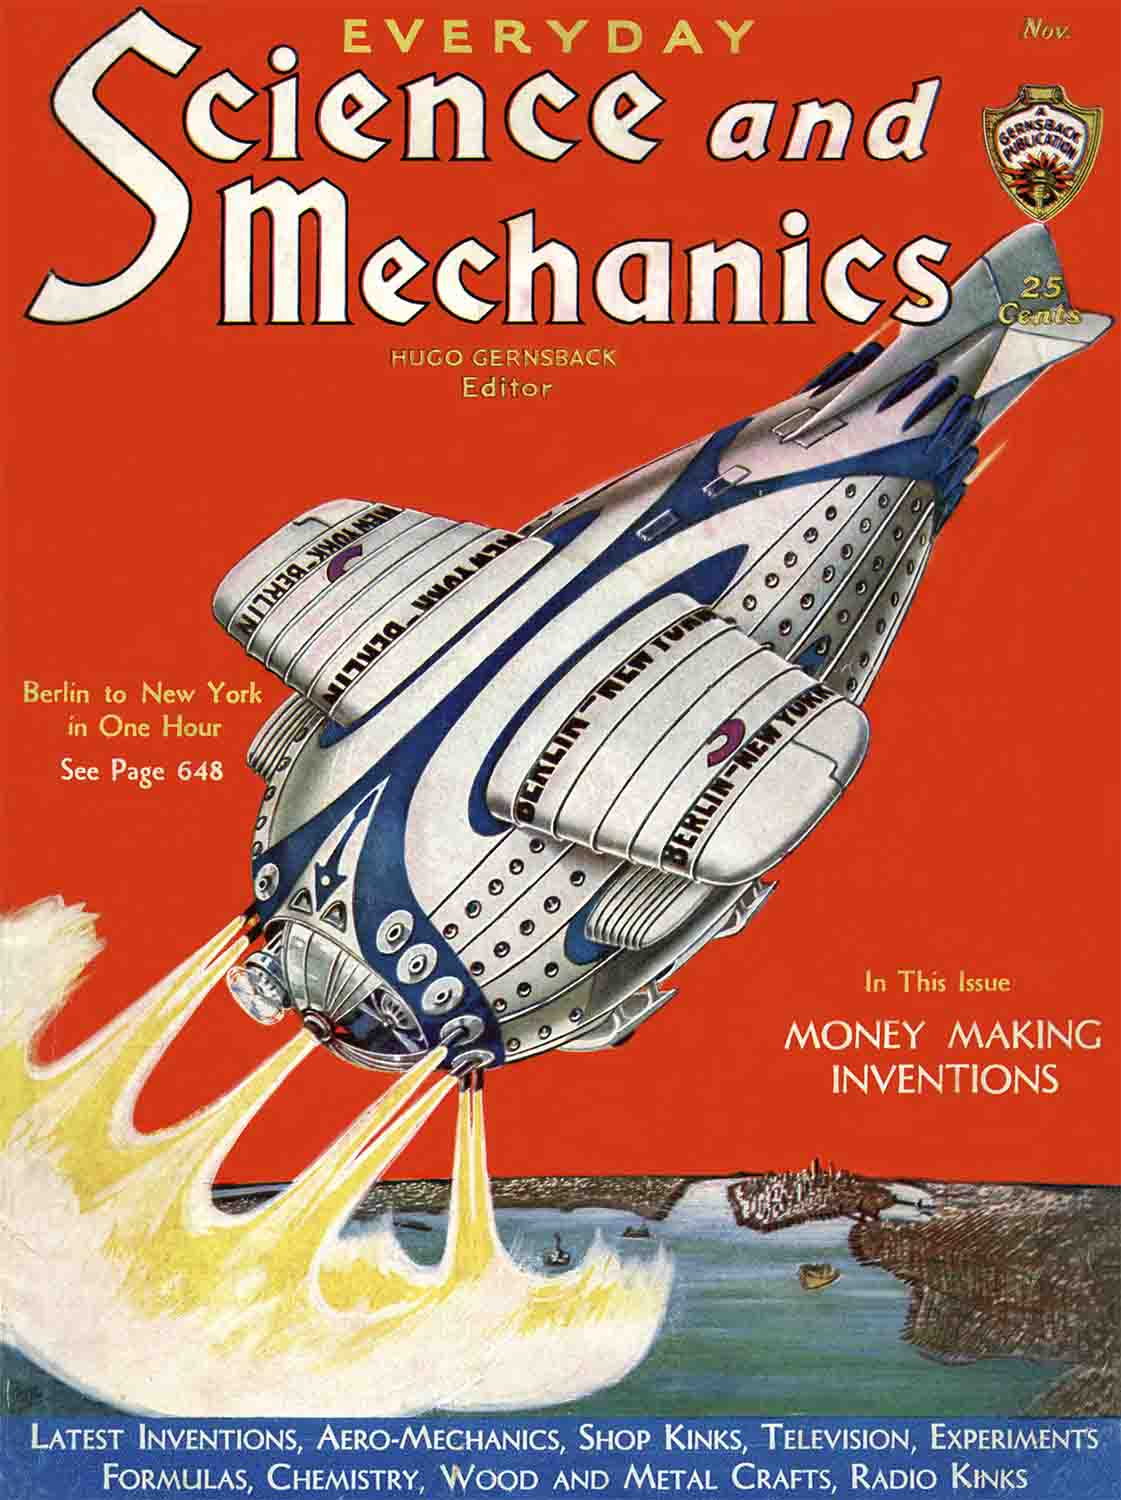 EVERYDAY
Nov.
Science and
Mechanics
A
GERNSBACK
PUBLICATION
25
Cents
HUGO GERNSBACK
Editor
NEW YORK-BERLIN
NEW YORK-BERLIN
NEW YORK
BERLIN-NEW YORK
BERLIN-NEW YORK
Berlin to New York
in One Hour
See Page 648
In This Issue
MONEY MAKING
INVENTIONS
LATEST INVENTIONS, AERO-MECHANICS, SHOP KINKS, TELEVISION, EXPERIMENTS
FORMULAS, CHEMISTRY, WOOD AND METAL CRAFTS, RADIO KINKS